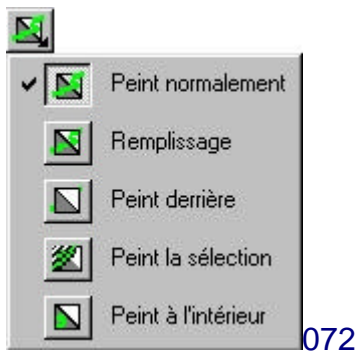 Peint normalement
Remplissage
Peint derrière
Peint la sélection
Peint à l'intérieur
072